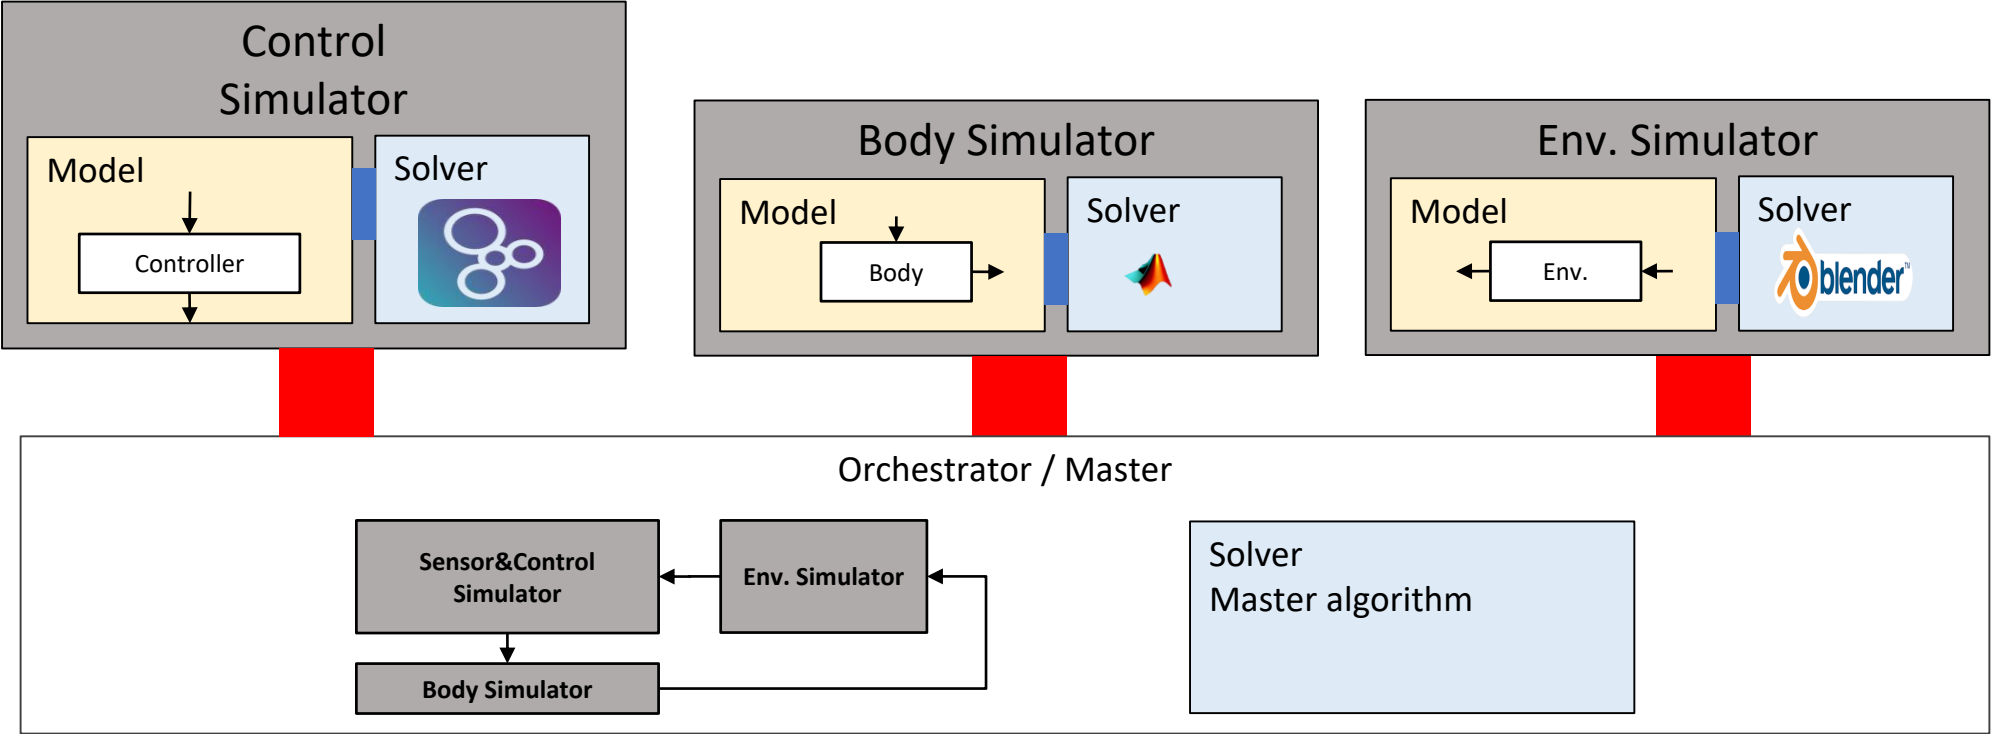 Control
Simulator
Model
Controller
Solver
Body Simulator
Model
Body
Solver
Env. Simulator
Model
Env.
Solver
blender™
Orchestrator / Master
Sensor&Control
Simulator
Env. Simulator
Body Simulator
Solver
Master algorithm